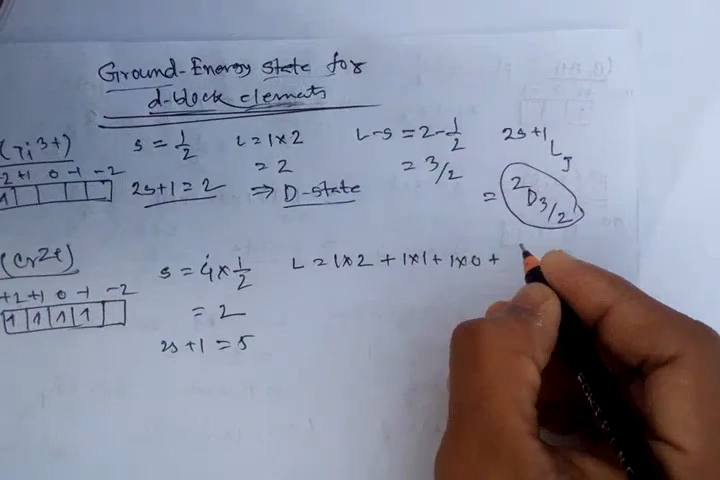 Ground-Energy state for
d-block elements
(Ti3+) s = 1/2 L = 1×2 L-s = 2-1/2 2s+1LJ
+2 +1 0 -1 -2 = 2 = 3/2
1 2s+1 = 2 ⇒ D-state = 2D3/2
(Cr2+) s = 4×1/2 L = 1×2 + 1×1 + 1×0 +
+2 +1 0 -1 -2 = 2
1 1 1 1 2s+1 = 5